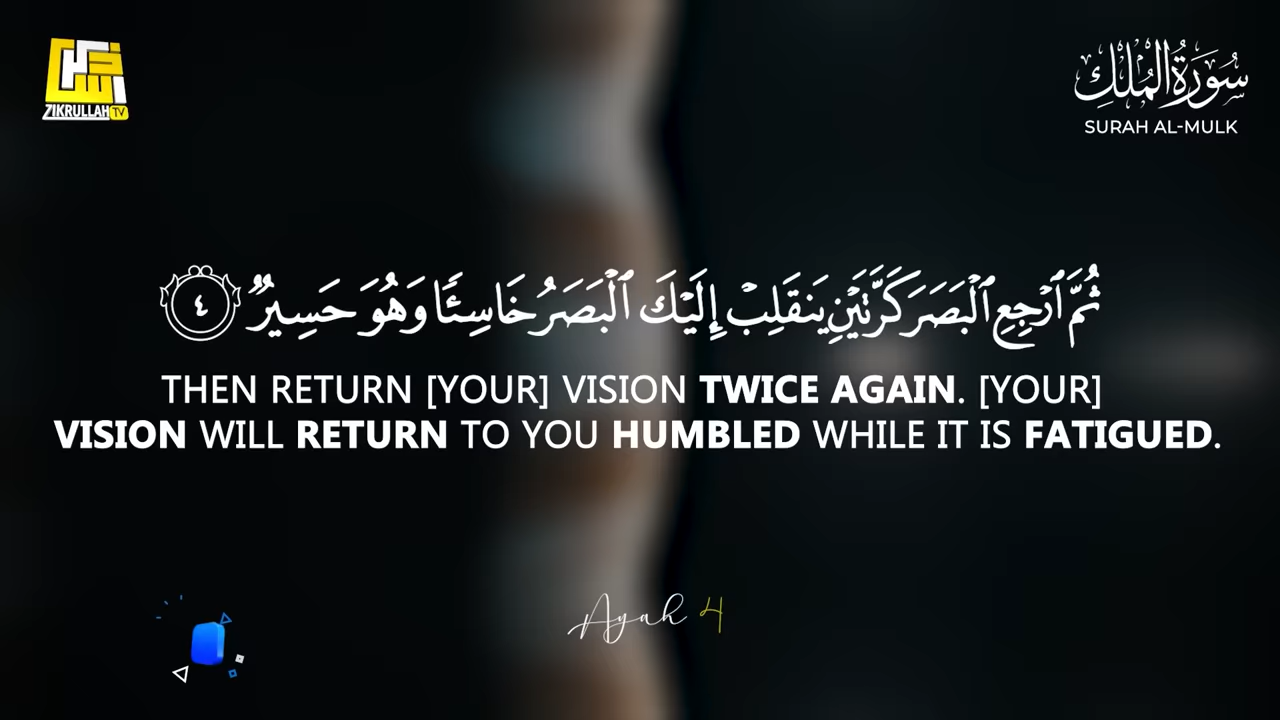 ZIKRULLAH TV
سُورَةُ الْمُلْكِ
SURAH AL-MULK
ثُمَّ ٱرْجِعِ ٱلْبَصَرَ كَرَّتَيْنِ يَنقَلِبْ إِلَيْكَ ٱلْبَصَرُ خَاسِئًا وَهُوَ حَسِيرٌ ٤
THEN RETURN [YOUR] VISION TWICE AGAIN. [YOUR]
VISION WILL RETURN TO YOU HUMBLED WHILE IT IS FATIGUED.
Ayah 4